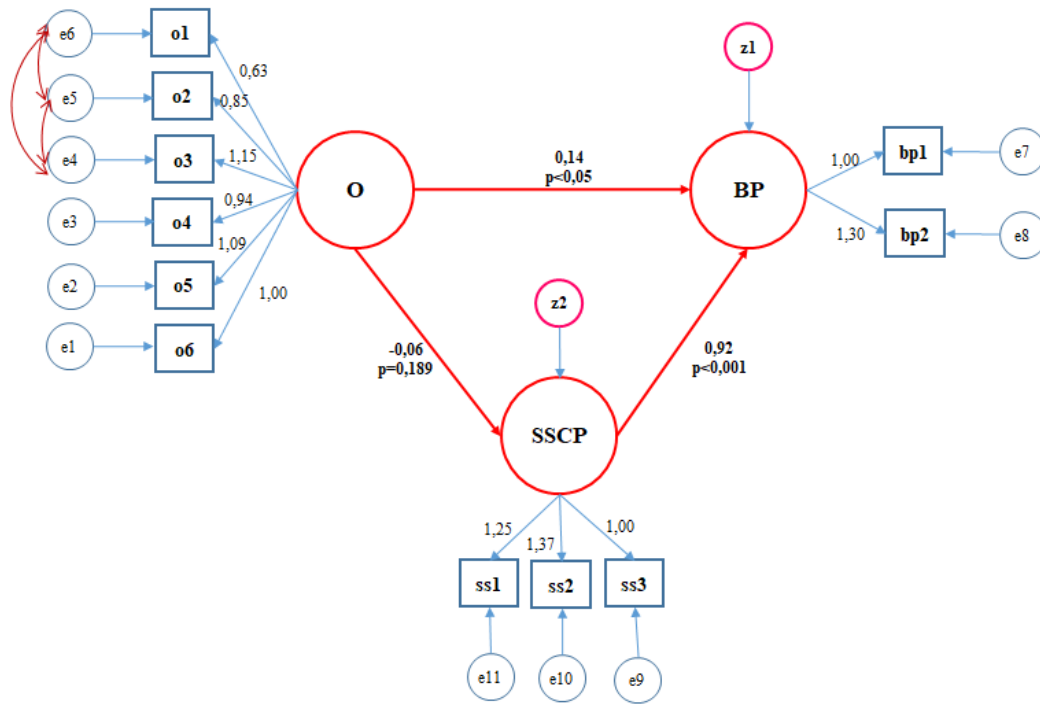 e6
o1
0,63
e5
o2
0,85
e4
o3
1,15
e3
o4
0,94
e2
o5
1,09
e1
o6
1,00
O
0,14
p<0,05
z1
BP
1,00
bp1
e7
1,30
bp2
e8
-0,06
p=0,189
z2
0,92
p<0,001
SSCP
1,25
1,37
1,00
ss1
ss2
ss3
e11
e10
e9